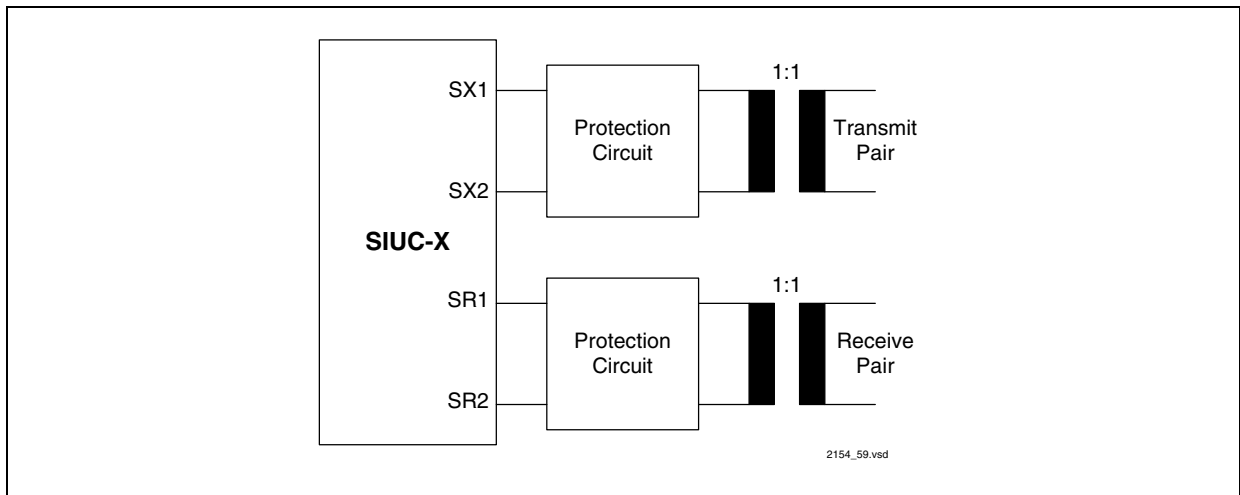 1:1
SX1
Protection
Circuit
Transmit
Pair
SX2
SIUC-X
1:1
SR1
Protection
Circuit
Receive
Pair
SR2
2154_59.vsd